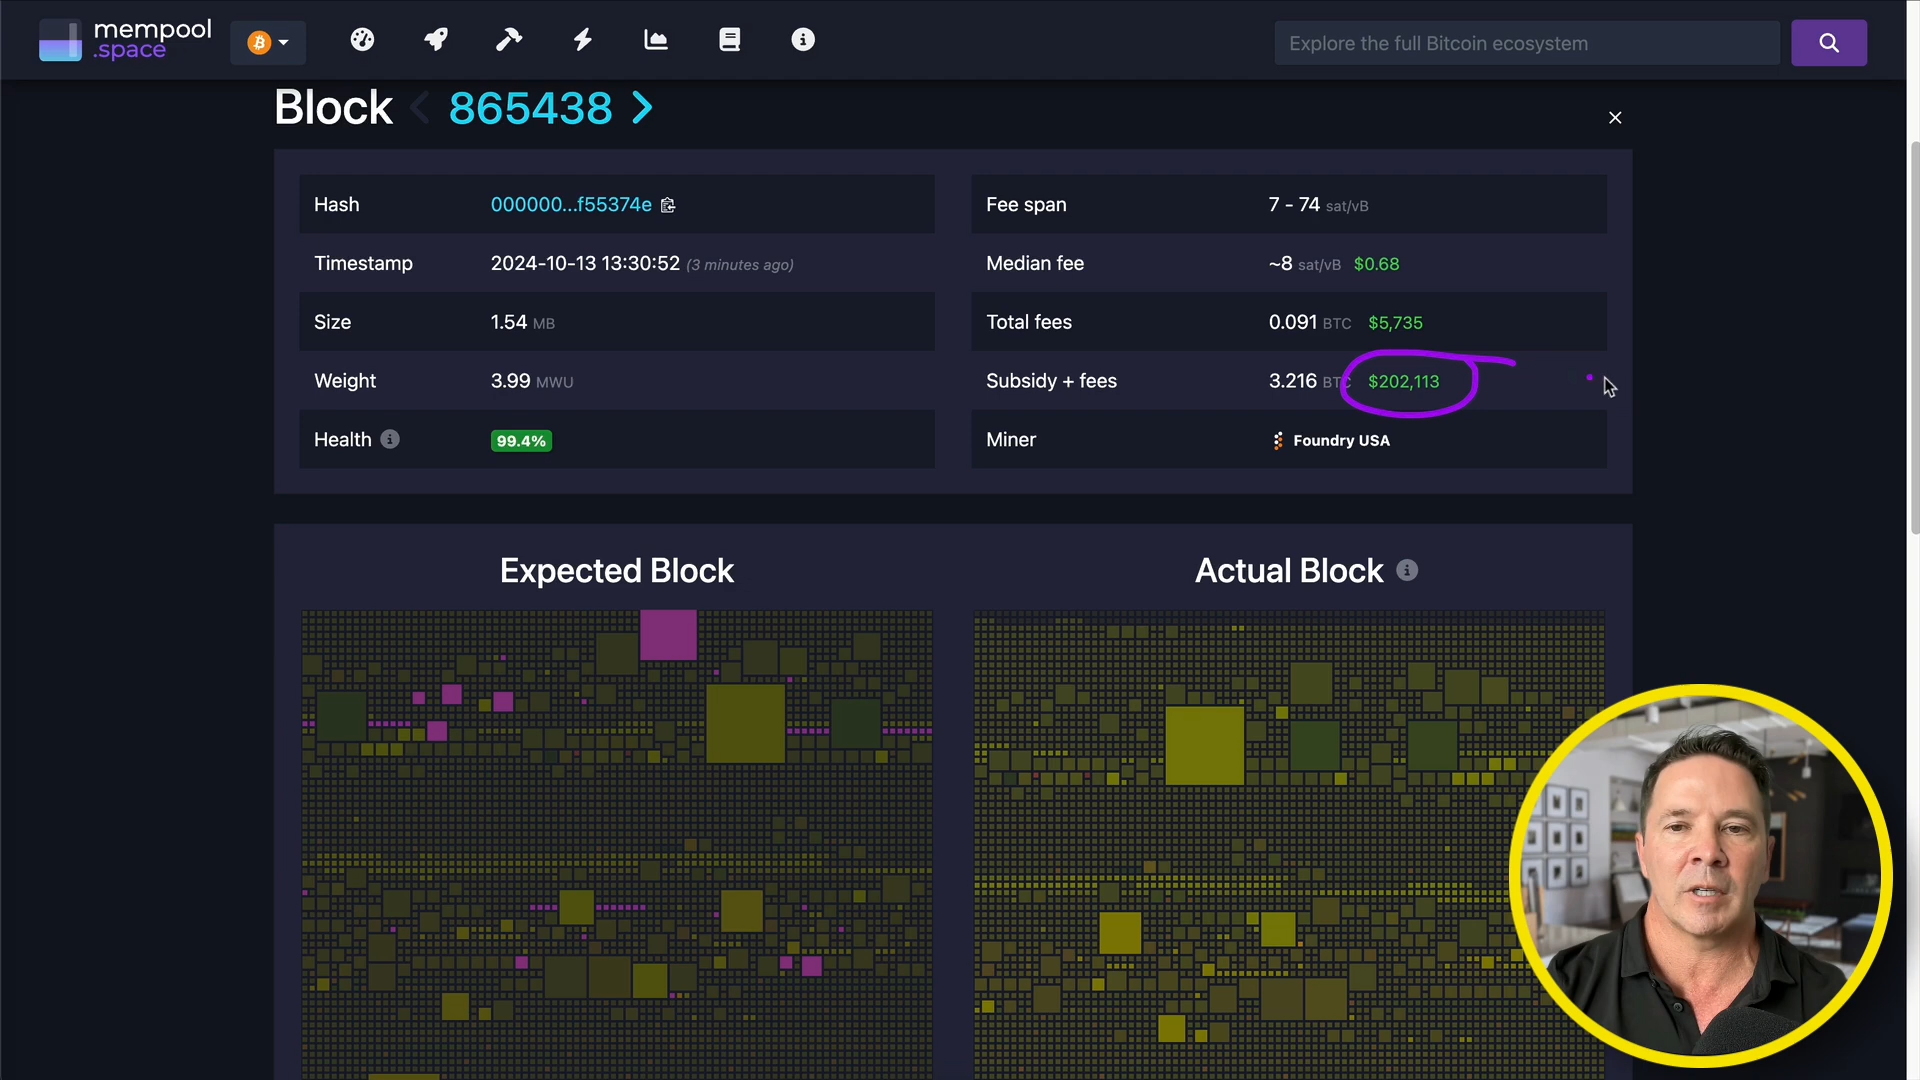 mempool
.space
Explore the full Bitcoin ecosystem
Block 865438
Hash 000000...f55374e
Timestamp 2024-10-13 13:30:52 (3 minutes ago)
Size 1.54 MB
Weight 3.99 MWU
Health 99.4%
Fee span 7 - 74 sat/vB
Median fee ~8 sat/vB $0.68
Total fees 0.091 BTC $5,735
Subsidy + fees 3.216 BTC $202,113
Miner Foundry USA
Expected Block
Actual Block